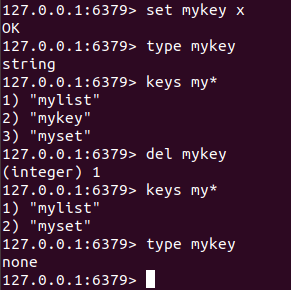 127.0.0.1:6379> set mykey x
OK
127.0.0.1:6379> type mykey
string
127.0.0.1:6379> keys my*
1) "mylist"
2) "mykey"
3) "myset"
127.0.0.1:6379> del mykey
(integer) 1
127.0.0.1:6379> keys my*
1) "mylist"
2) "myset"
127.0.0.1:6379> type mykey
none
127.0.0.1:6379>